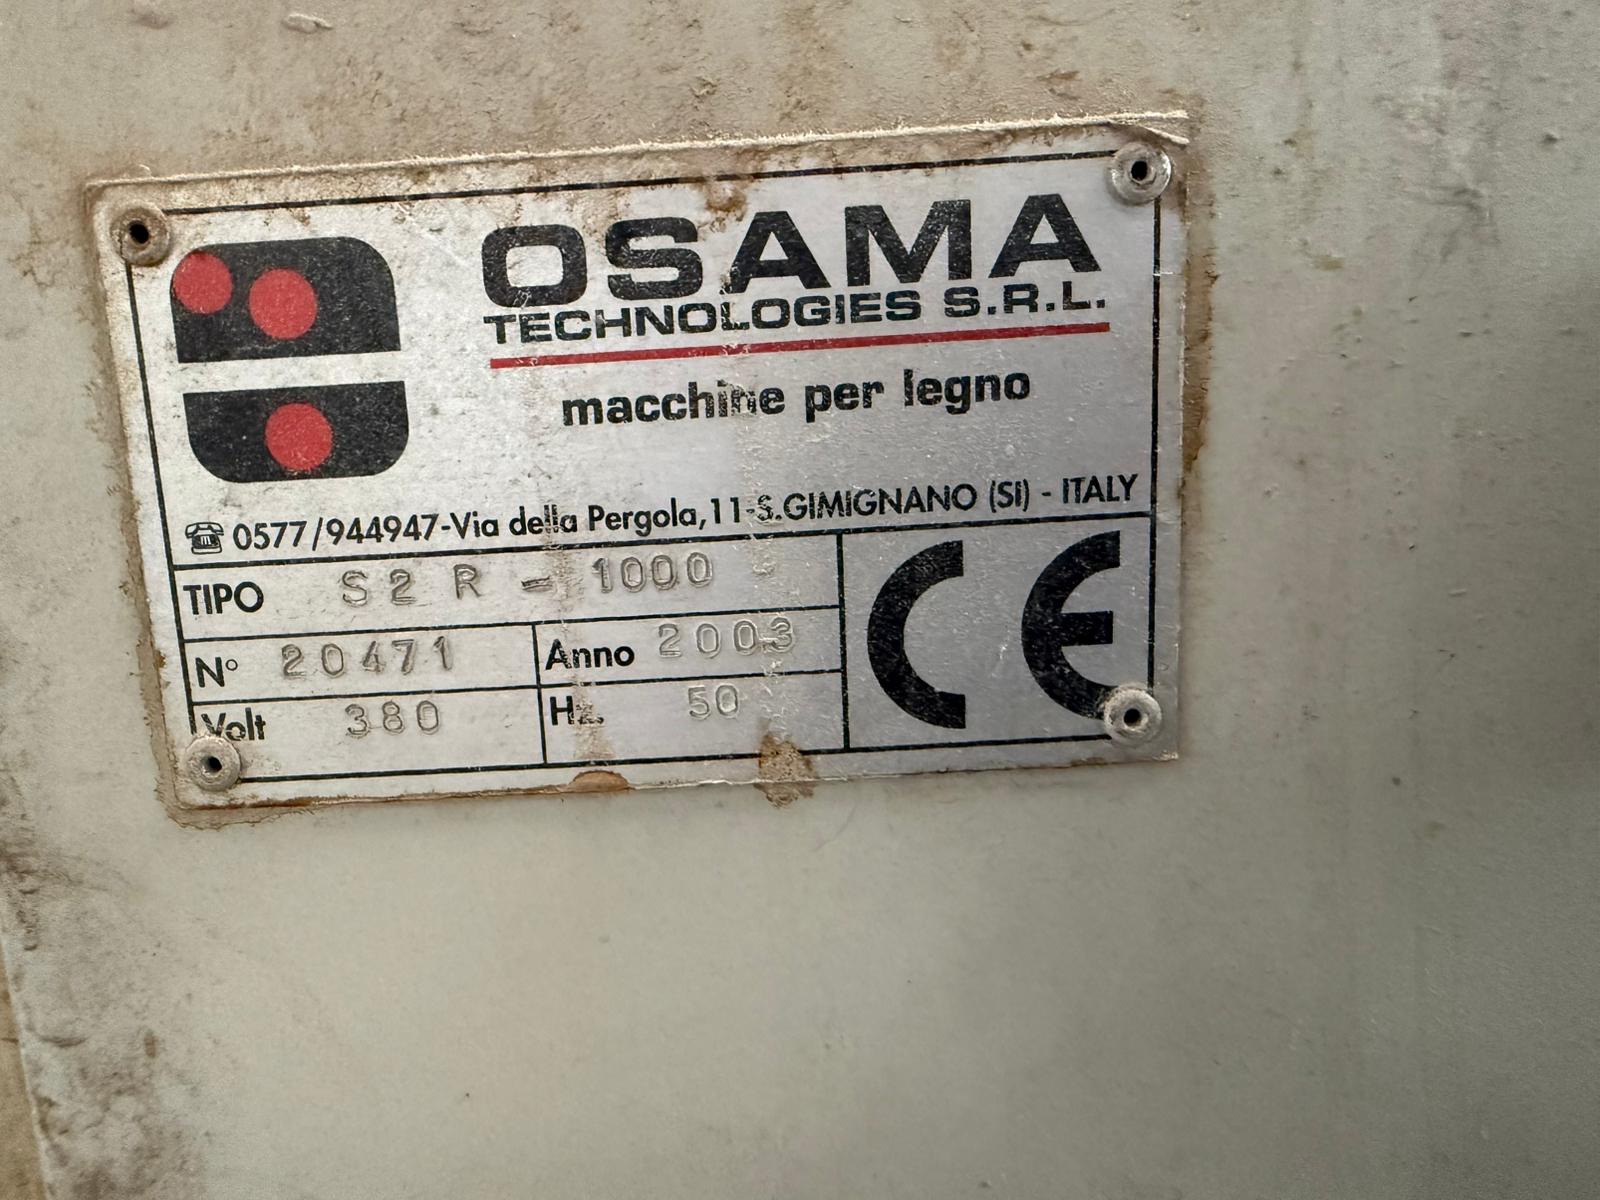 OSAMA
TECHNOLOGIES S.R.L.
macchine per legno
0577/944947-Via della Pergola,11-S.GIMIGNANO (SI) - ITALY
TIPO S2R-1000
N° 20471 Anno 2003
Volt 380 Hz. 50
CE